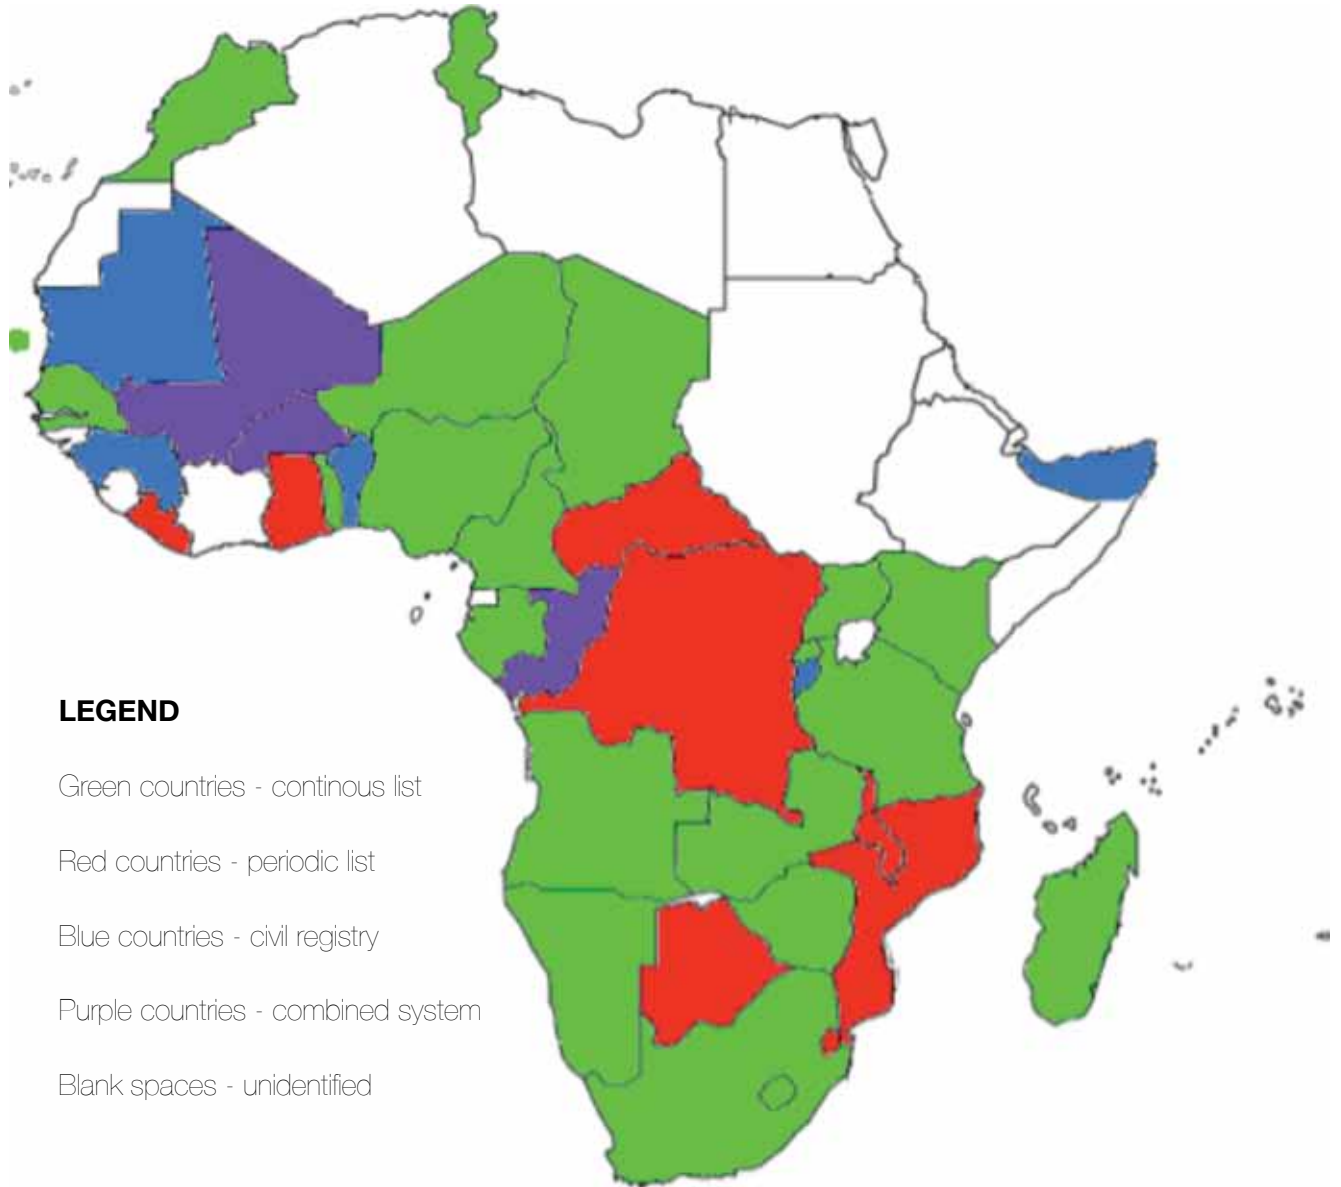 LEGEND
Green countries - continous list
Red countries - periodic list
Blue countries - civil registry
Purple countries - combined system
Blank spaces - unidentified